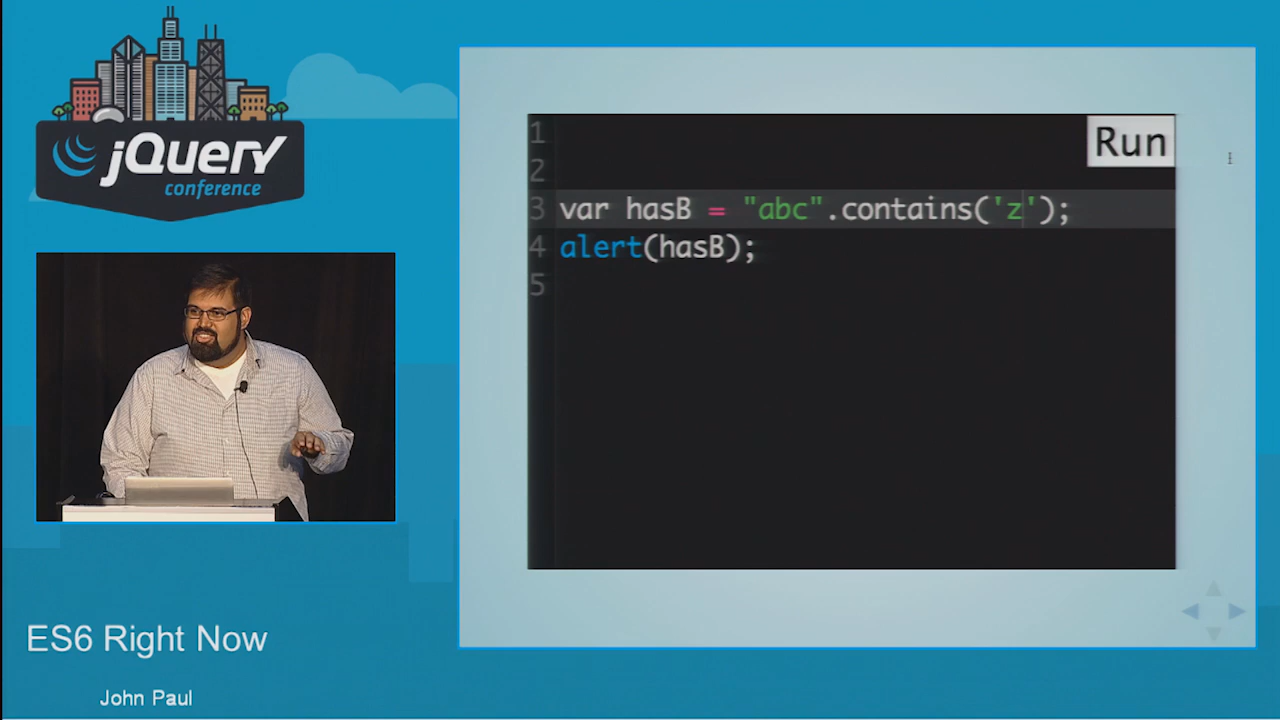 jQuery
conference
1
Run
2
3 var hasB = "abc".contains('z');
4 alert(hasB);
5
ES6 Right Now
John Paul